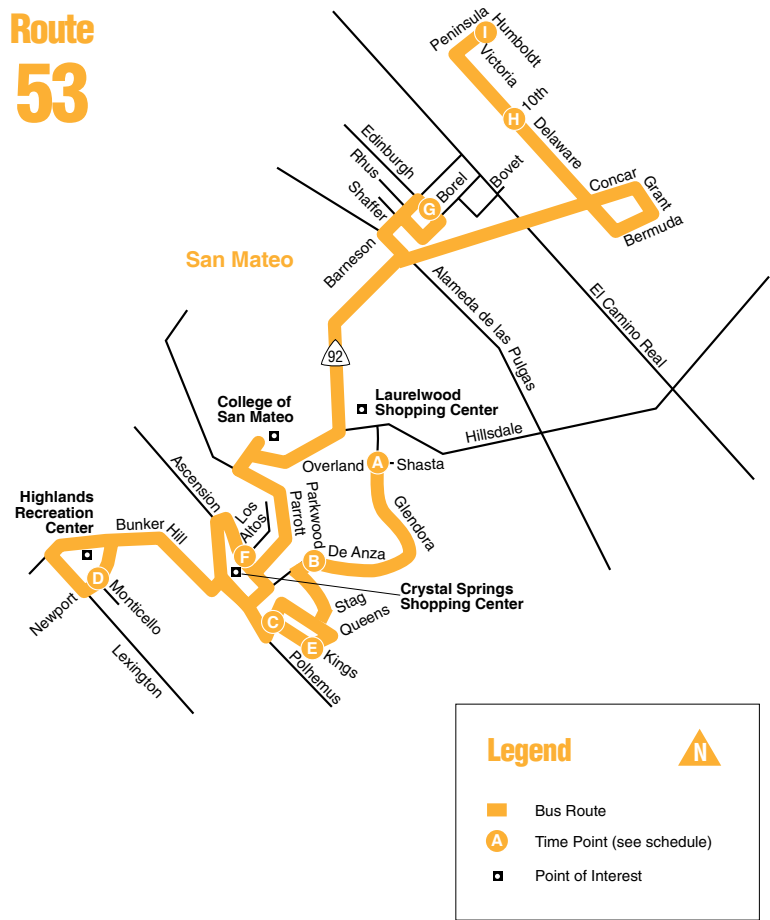 Route
53
Peninsula
Humboldt
I
Victoria
10th
H
Delaware
Edinburgh
Rhus
Shaffer
Borel
Bovet
G
Concar
Grant
Bermuda
Barneson
San Mateo
Alameda de las Pulgas
El Camino Real
92
College of
San Mateo
Laurelwood
Shopping Center
Hillsdale
Overland
A
Shasta
Ascension
Los
Altos
Parrott
Parkwood
Glendora
Highlands
Recreation
Center
Bunker Hill
F
De Anza
B
D
Monticello
Newport
Crystal Springs
Shopping Center
Stag
Queens
C
E
Kings
Polhemus
Lexington
Legend
N
Bus Route
A
Time Point (see schedule)
Point of Interest